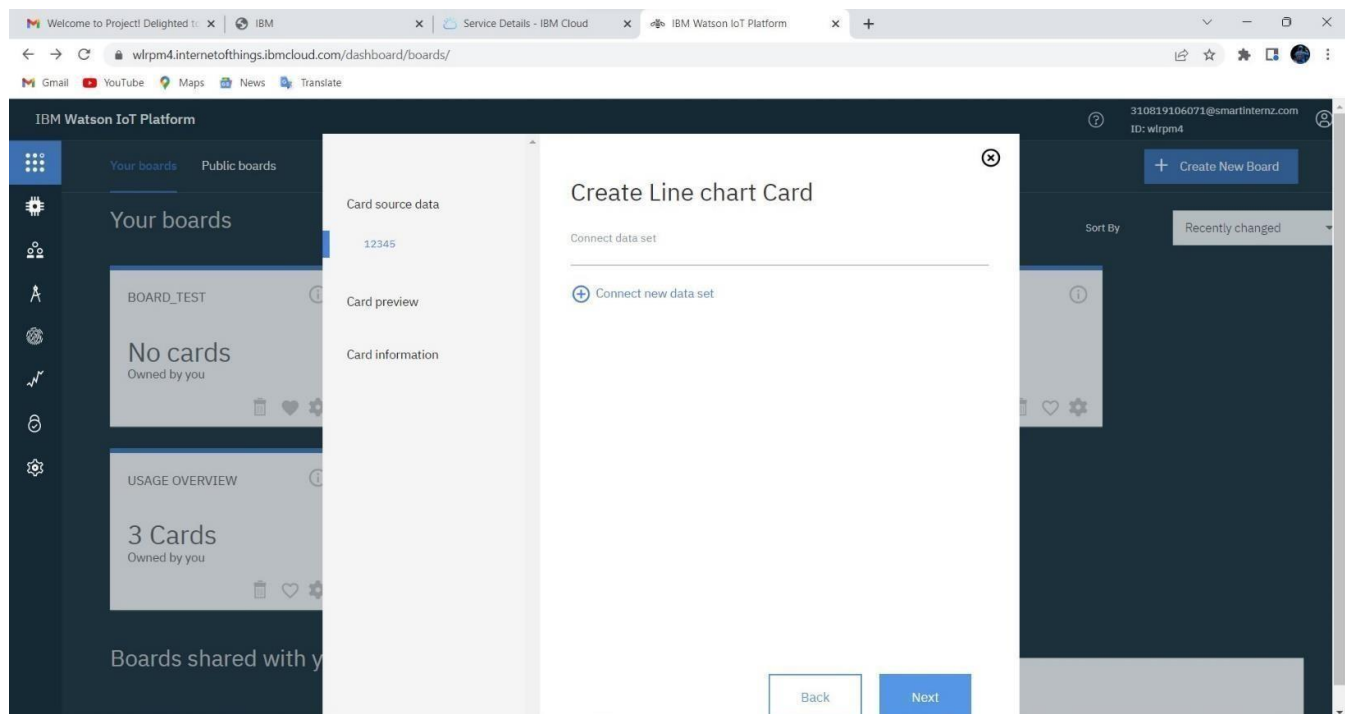 Welcome to Project! Delighted to
IBM
Service Details - IBM Cloud
IBM Watson IoT Platform
wlrpm4.internetofthings.ibmcloud.com/dashboard/boards/
Gmail
YouTube
Maps
News
Translate
IBM Watson IoT Platform
310819106071@smartinternz.com
ID: wlrpm4
Your boards
Public boards
Create New Board
Your boards
Sort By
Recently changed
BOARD_TEST
No cards
Owned by you
USAGE OVERVIEW
3 Cards
Owned by you
Boards shared with y
Card source data
12345
Card preview
Card information
Create Line chart Card
Connect data set
Connect new data set
Back
Next